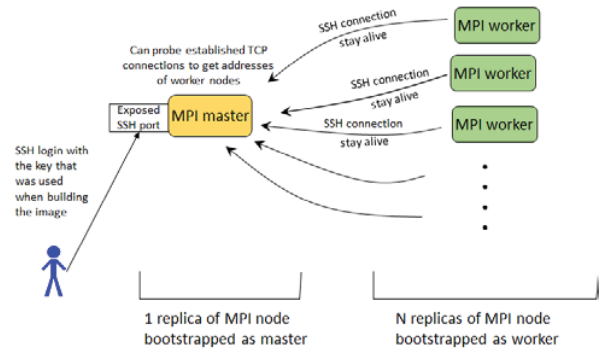 Can probe established TCP
connections to get addresses
of worker nodes
SSH connection
stay alive
MPI worker
SSH connection
stay alive
MPI worker
SSH connection
stay alive
MPI worker
Exposed
SSH port
MPI master
SSH login with
the key that
was used
when building
the image
1 replica of MPI node
bootstrapped as master
N replicas of MPI node
bootstrapped as worker